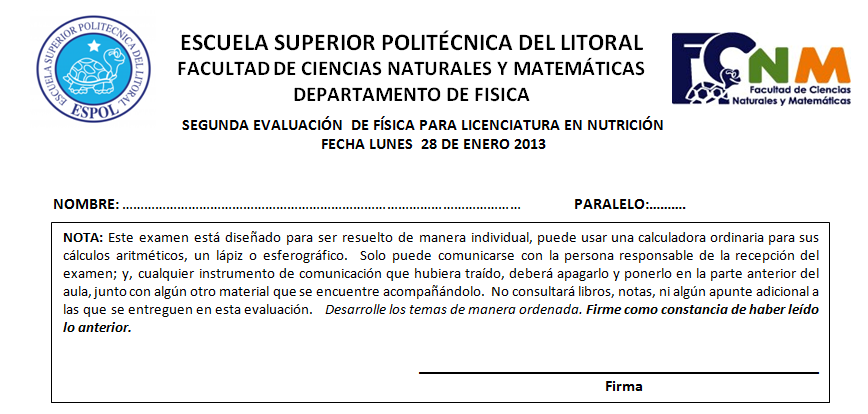 ESCUELA SUPERIOR POLITECNICA DEL LITORAL
ESPOL
ESCUELA SUPERIOR POLITÉCNICA DEL LITORAL
FACULTAD DE CIENCIAS NATURALES Y MATEMÁTICAS
DEPARTAMENTO DE FISICA
FCNM
Facultad de Ciencias
Naturales y Matemáticas
SEGUNDA EVALUACIÓN DE FÍSICA PARA LICENCIATURA EN NUTRICIÓN
FECHA LUNES 28 DE ENERO 2013
NOMBRE: ………………………………………………………………………………………………… PARALELO:……….
NOTA: Este examen está diseñado para ser resuelto de manera individual, puede usar una calculadora ordinaria para sus
cálculos aritméticos, un lápiz o esferográfico. Solo puede comunicarse con la persona responsable de la recepción del
examen; y, cualquier instrumento de comunicación que hubiera traído, deberá apagarlo y ponerlo en la parte anterior del
aula, junto con algún otro material que se encuentre acompañándolo. No consultará libros, notas, ni algún apunte adicional a
las que se entreguen en esta evaluación. Desarrolle los temas de manera ordenada. Firme como constancia de haber leído
lo anterior.
Firma